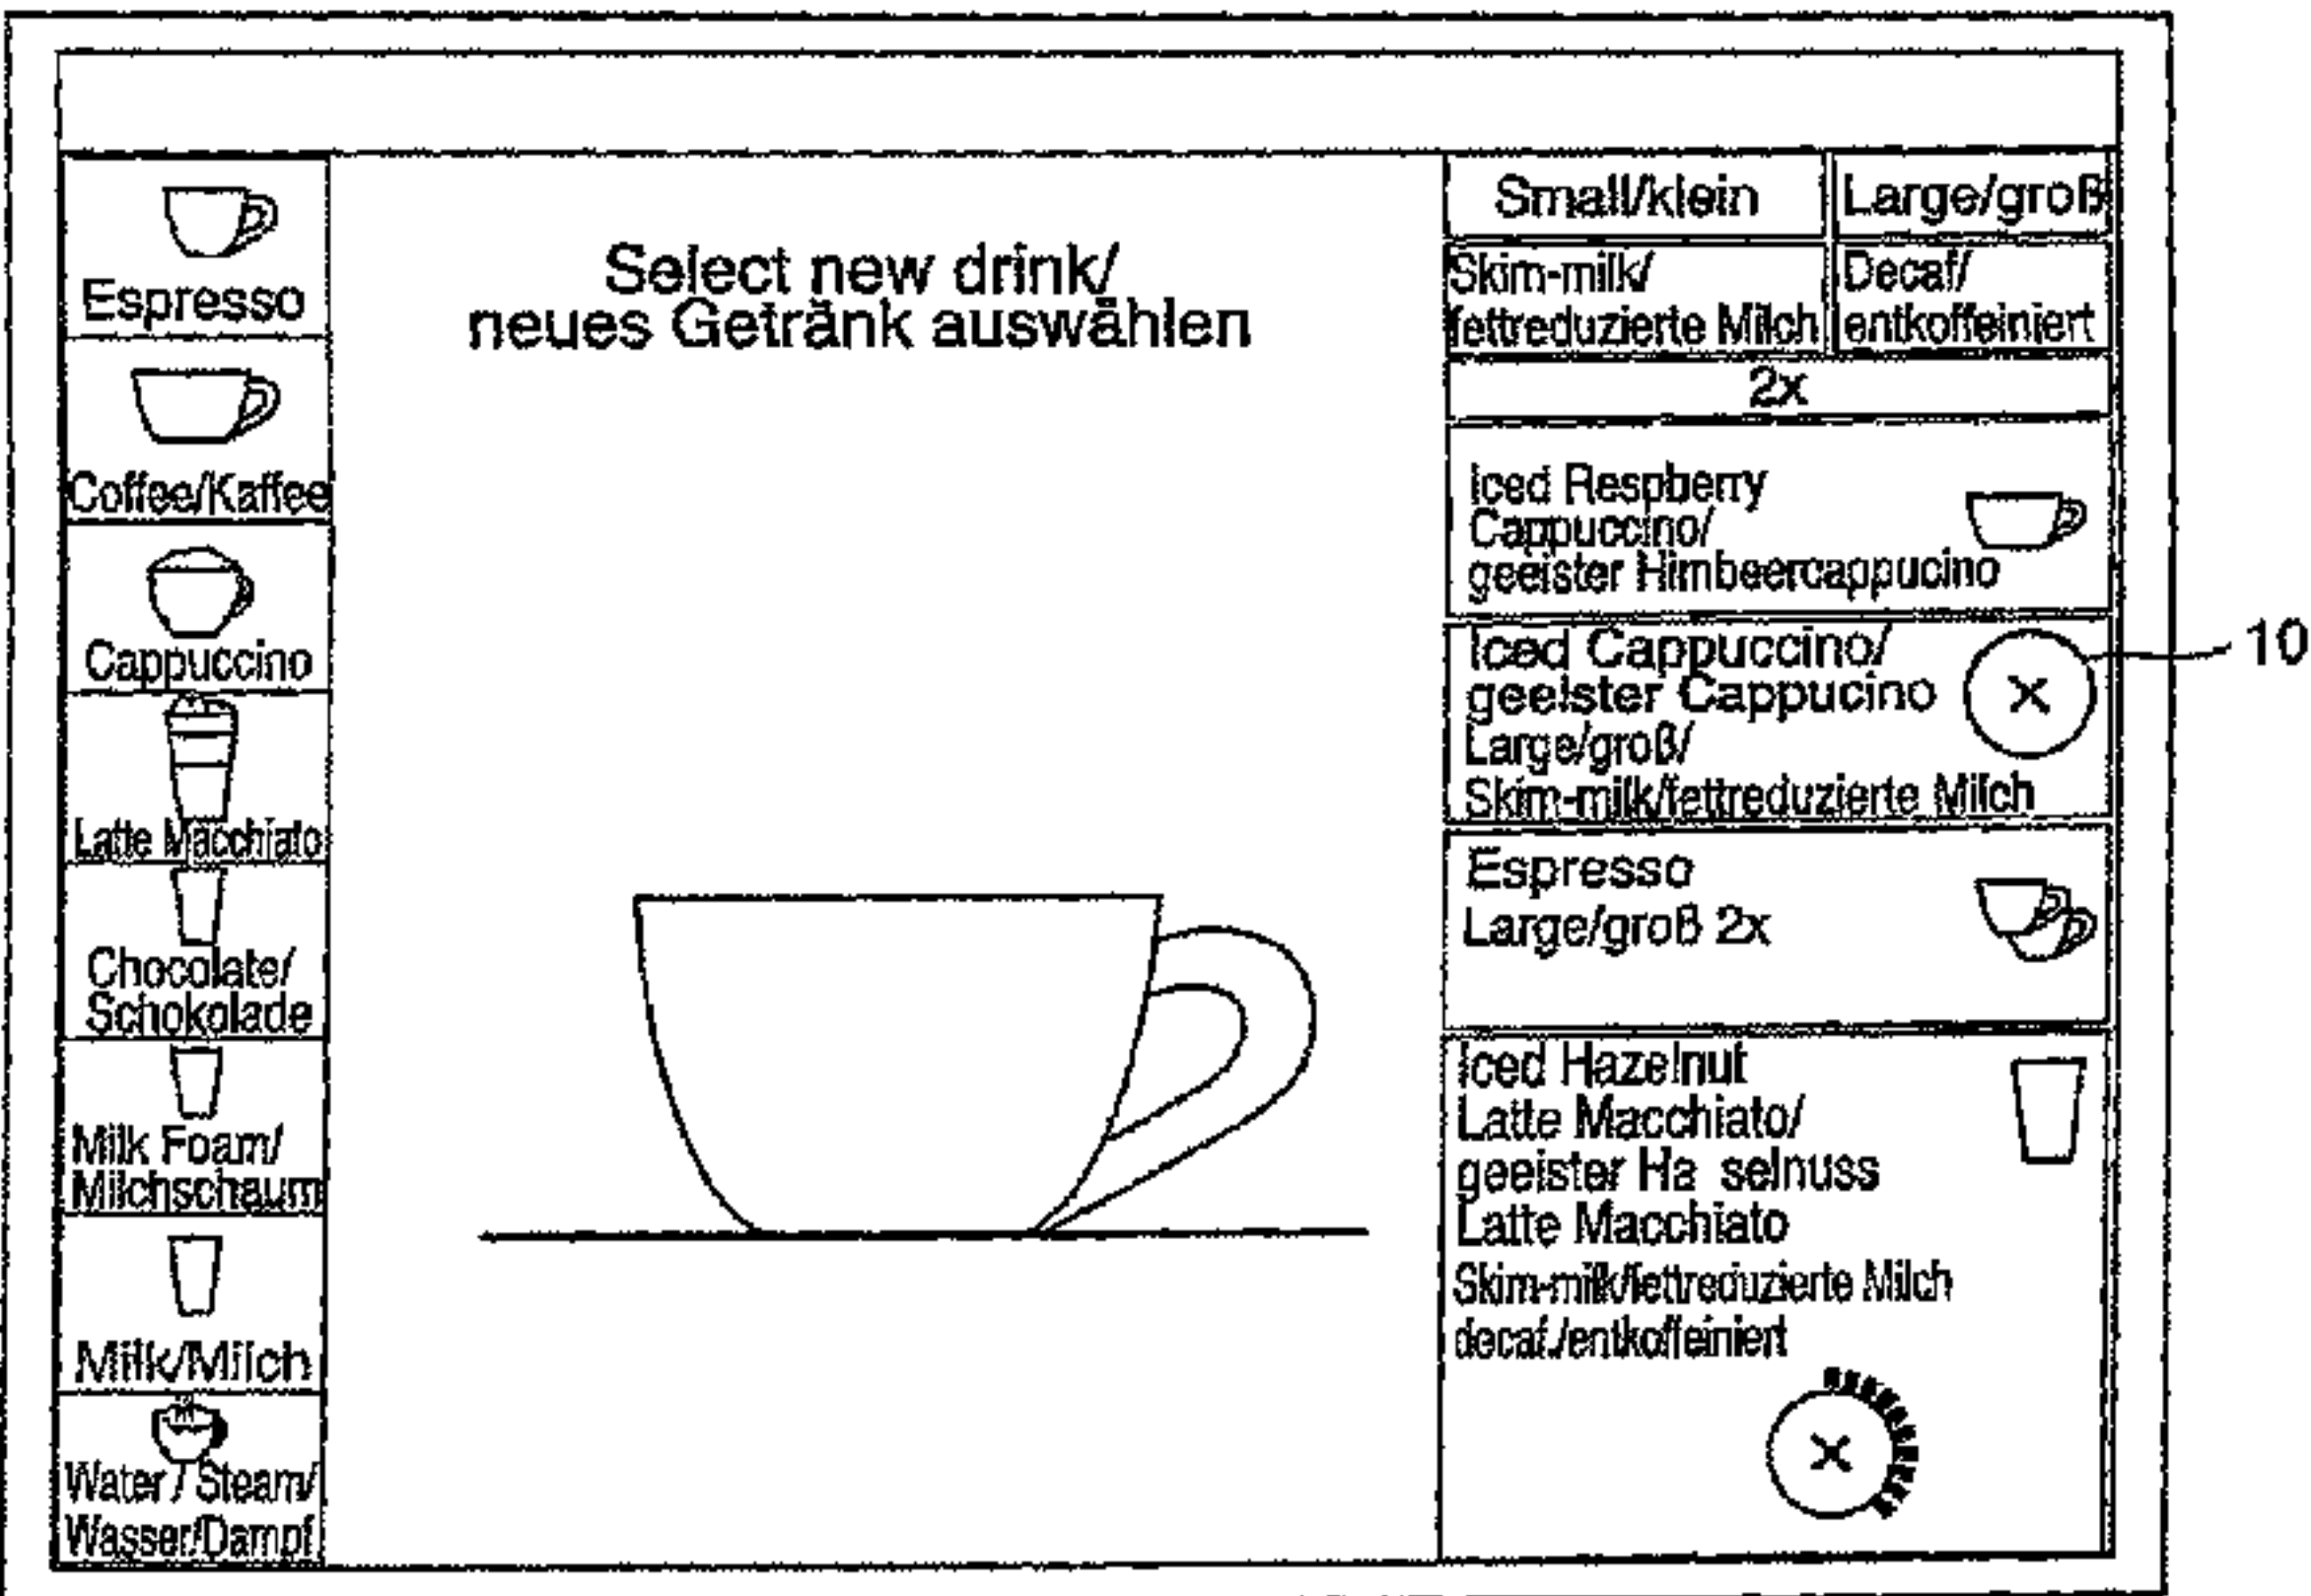 Espresso
Coffee/Kaffee
Cappuccino
Latte Macchiato
Chocolate/
Schokolade
Milk Foam/
Milchschaum
Milk/Milch
Water / Steam/
Wasser/Dampf
Select new drink/
neues Getränk auswählen
Small/klein
Large/groß
Skim-milk/
fettreduzierte Milch
Decaf/
entkoffeiniert
2x
Iced Respberry
Cappuccino/
geeister Himbeercappucino
Iced Cappuccino/
geeister Cappucino
Large/groß/
Skim-milk/fettreduzierte Milch
10
Espresso
Large/groß 2x
Iced Hazelnut
Latte Macchiato/
geeister Ha selnuss
Latte Macchiato
Skim-milk/fettreduzierte Milch
decaf./entkoffeiniert